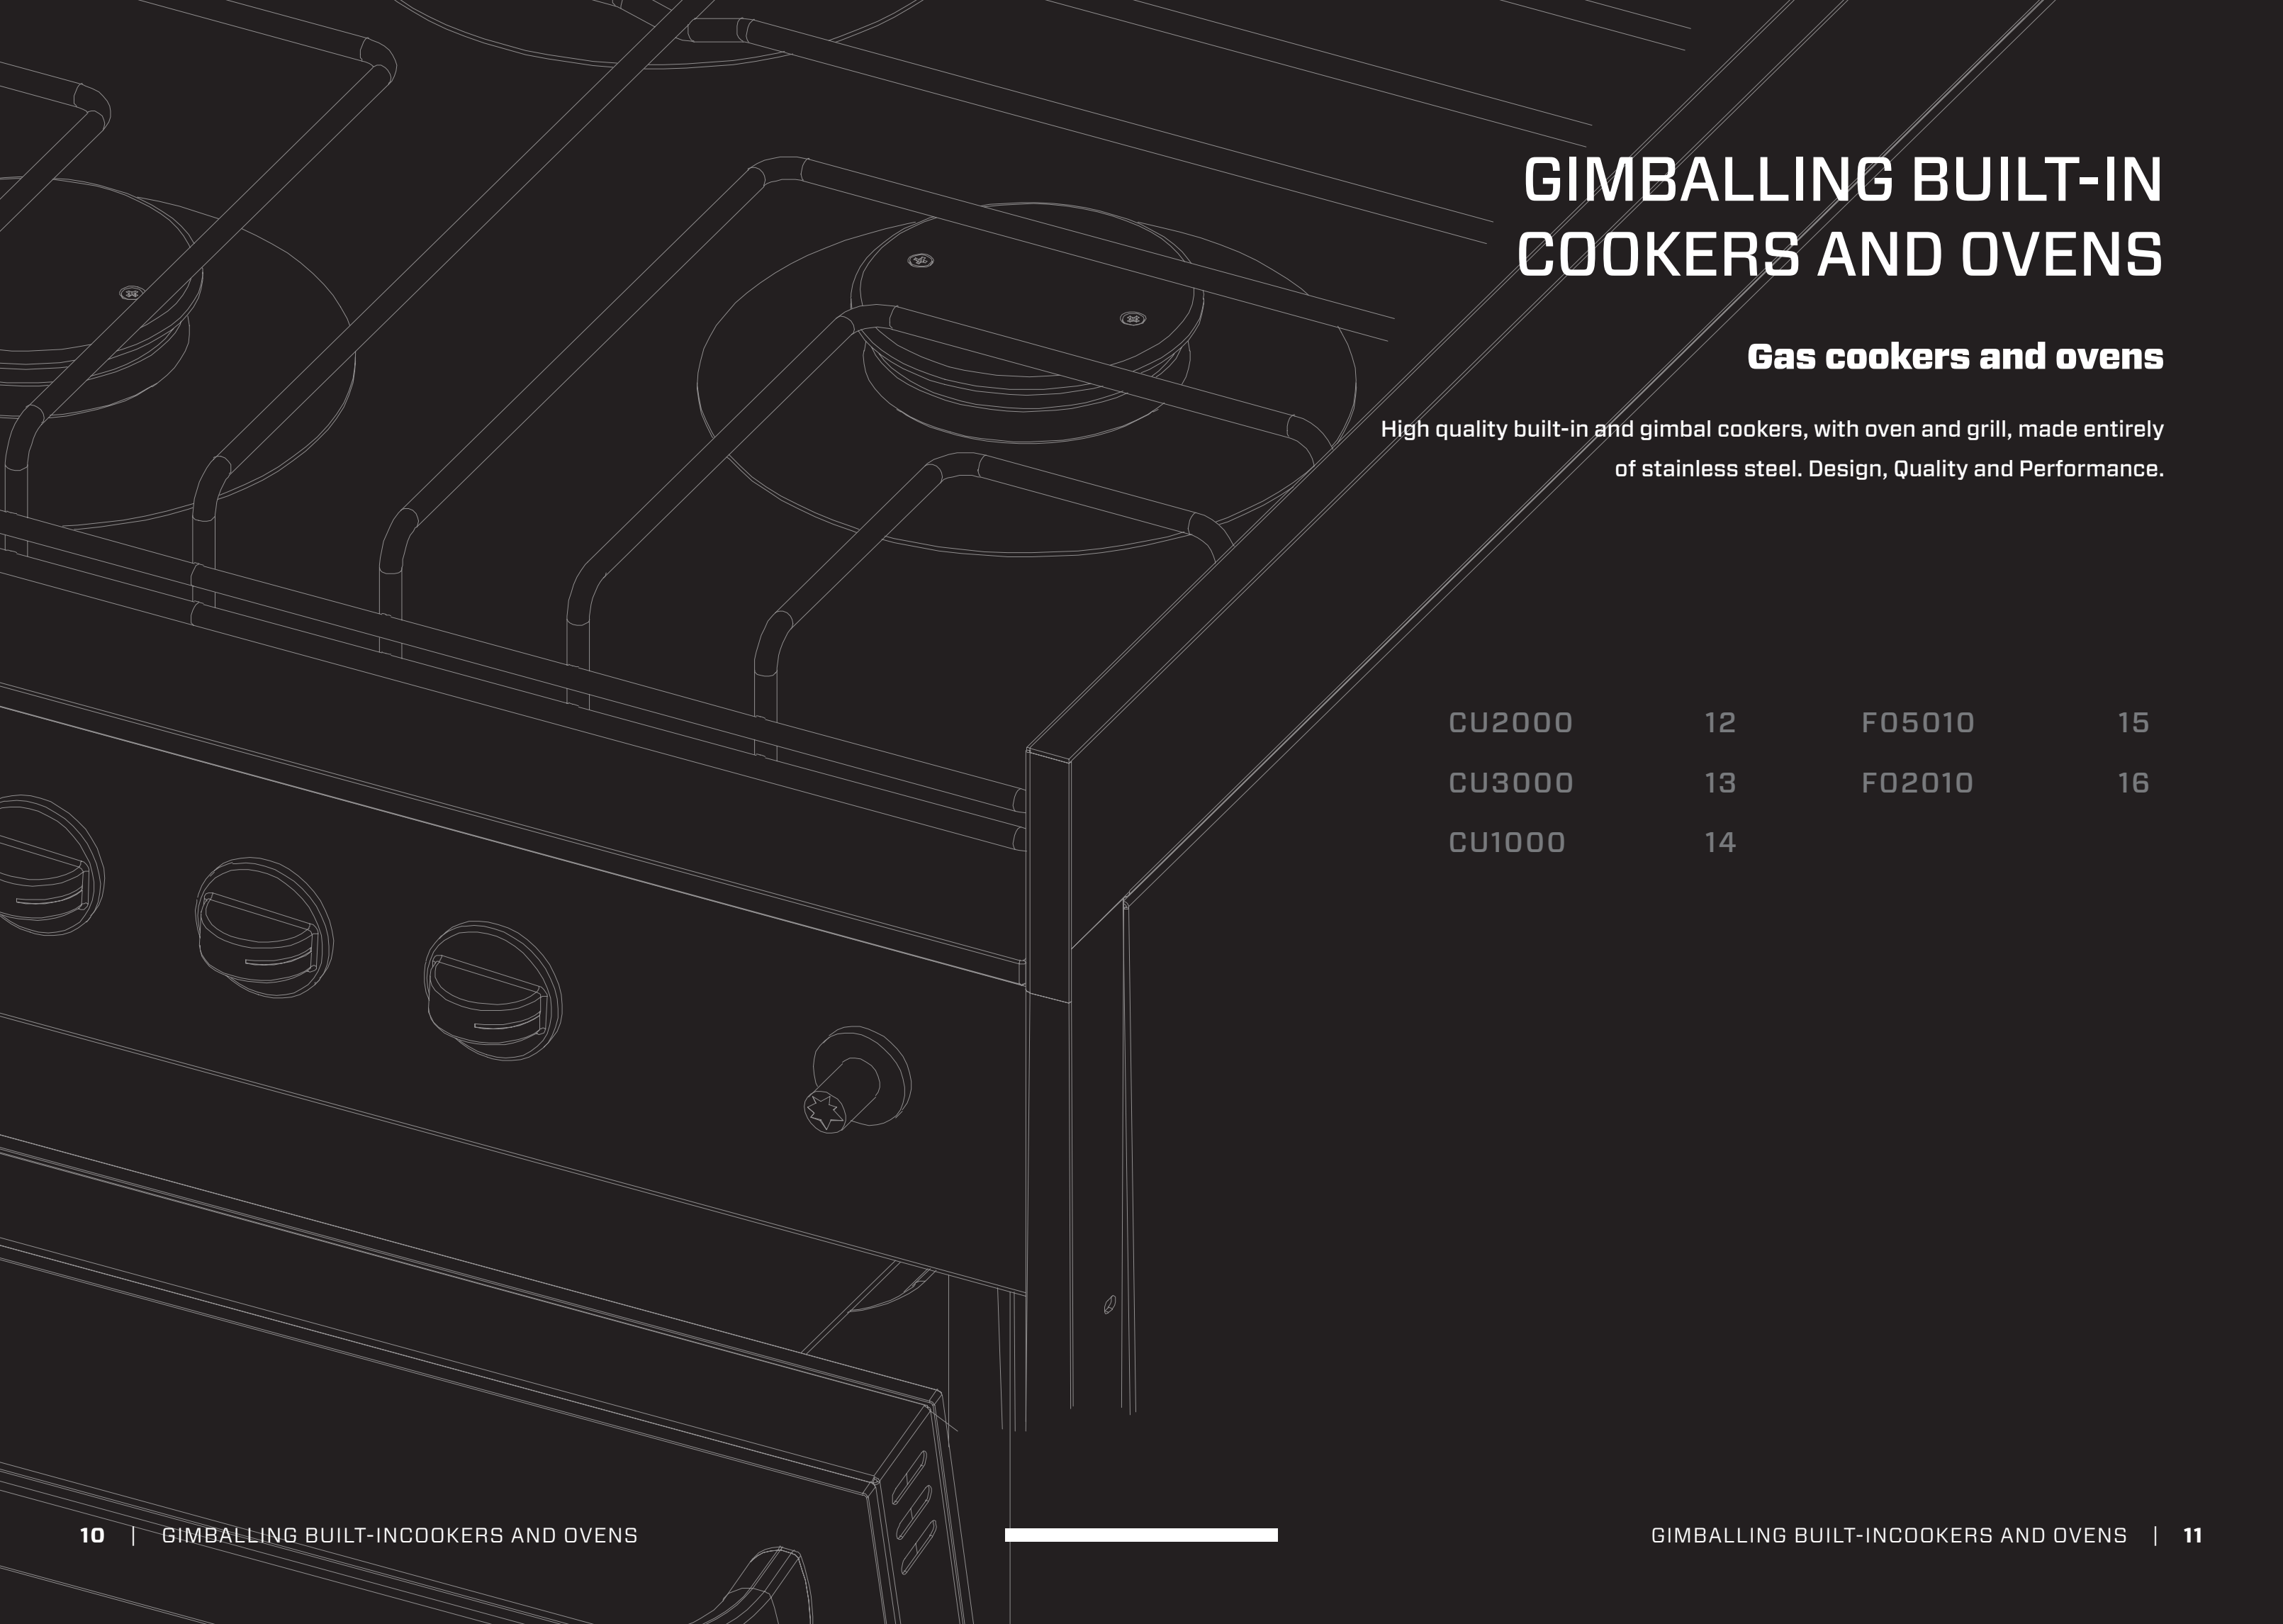 GIMBALLING BUILT-IN
COOKERS AND OVENS
Gas cookers and ovens
High quality built-in and gimbal cookers, with oven and grill, made entirely
of stainless steel. Design, Quality and Performance.
CU2000 12 FO5010 15
CU3000 13 FO2010 16
CU1000 14
10 | GIMBALLING BUILT-INCOOKERS AND OVENS
GIMBALLING BUILT-INCOOKERS AND OVENS | 11